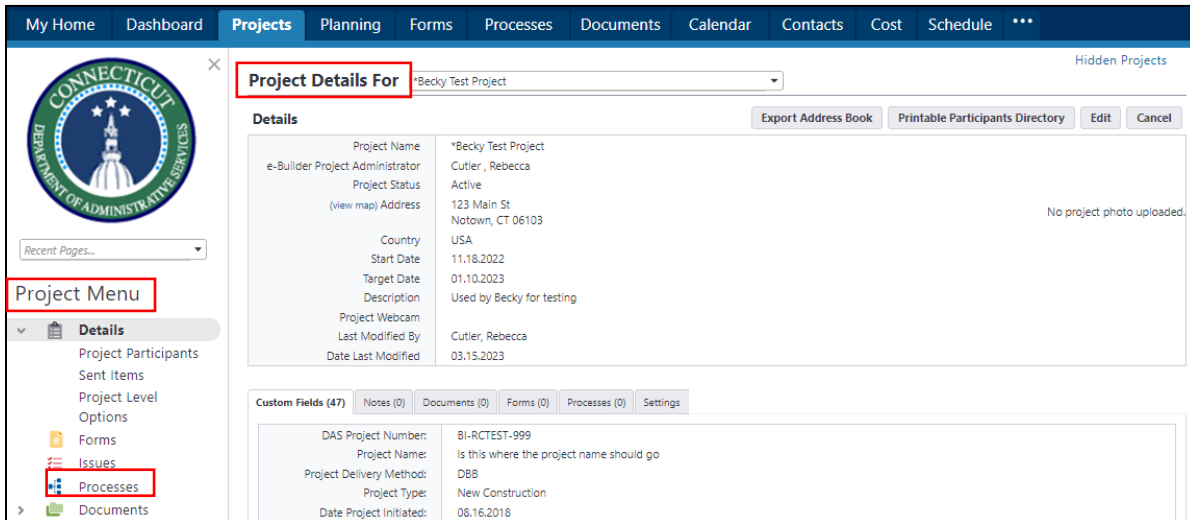 My Home Dashboard Projects Planning Forms Processes Documents Calendar Contacts Cost Schedule •••
CONNECTICUT
DEPARTMENT OF ADMINISTRATIVE SERVICES
Recent Pages...
Project Menu
Details
Project Participants
Sent Items
Project Level
Options
Forms
Issues
Processes
Documents
Hidden Projects
Project Details For *Becky Test Project
Details Export Address Book Printable Participants Directory Edit Cancel
Project Name *Becky Test Project
e-Builder Project Administrator Cutler , Rebecca
Project Status Active
(view map) Address 123 Main St
Notown, CT 06103
No project photo uploaded.
Country USA
Start Date 11.18.2022
Target Date 01.10.2023
Description Used by Becky for testing
Project Webcam
Last Modified By Cutler, Rebecca
Date Last Modified 03.15.2023
Custom Fields (47) Notes (0) Documents (0) Forms (0) Processes (0) Settings
DAS Project Number: BI-RCTEST-999
Project Name: Is this where the project name should go
Project Delivery Method: DBB
Project Type: New Construction
Date Project Initiated: 08.16.2018